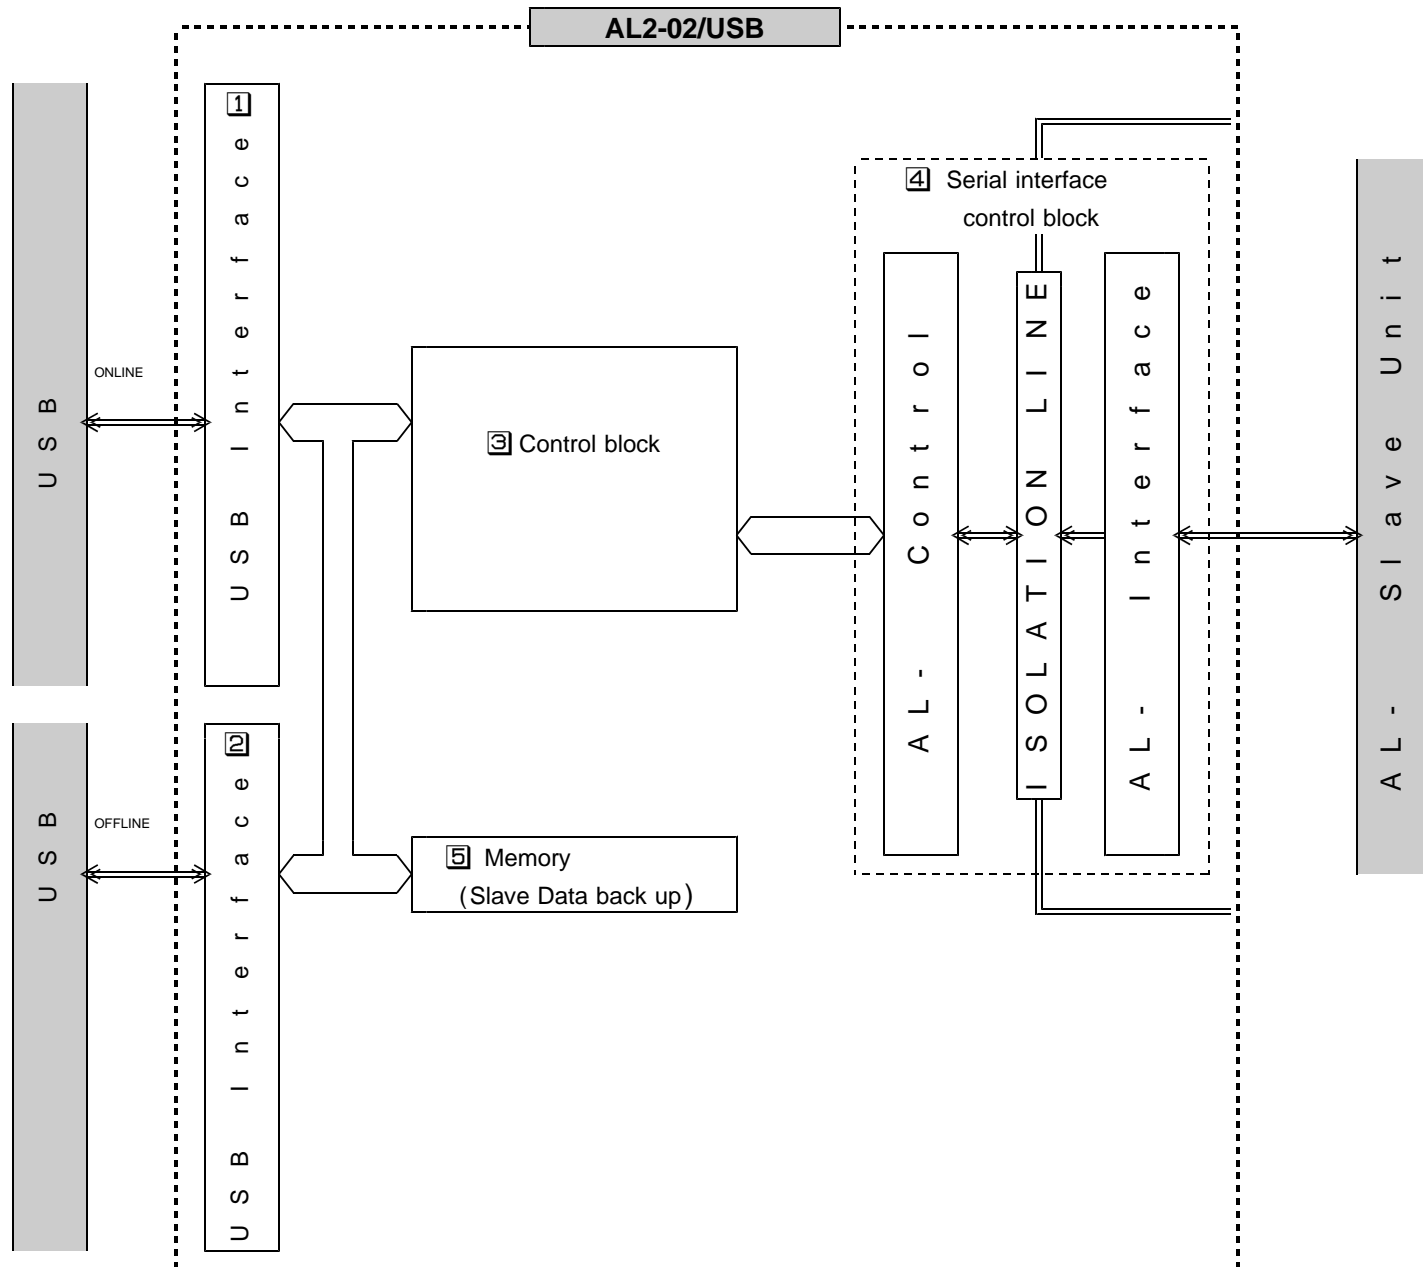 AL2-02/USB
USB
ONLINE
1 USB Interface
3 Control block
4 Serial interface
control block
AL- Control
ISOLATION LINE
AL- Interface
AL- Slave Unit
USB
OFFLINE
2 USB Interface
5 Memory
(Slave Data back up)